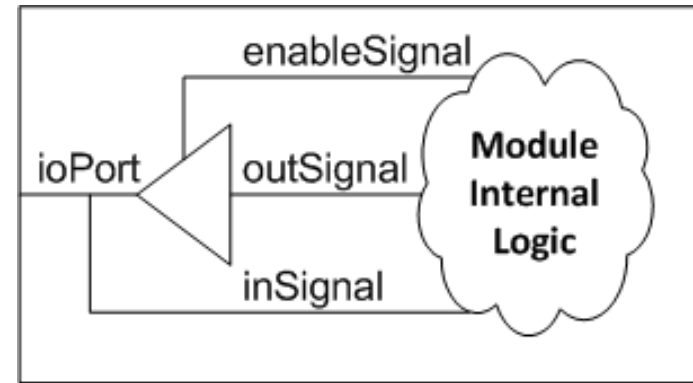 enableSignal
ioPort
outSignal
Module
Internal
Logic
inSignal